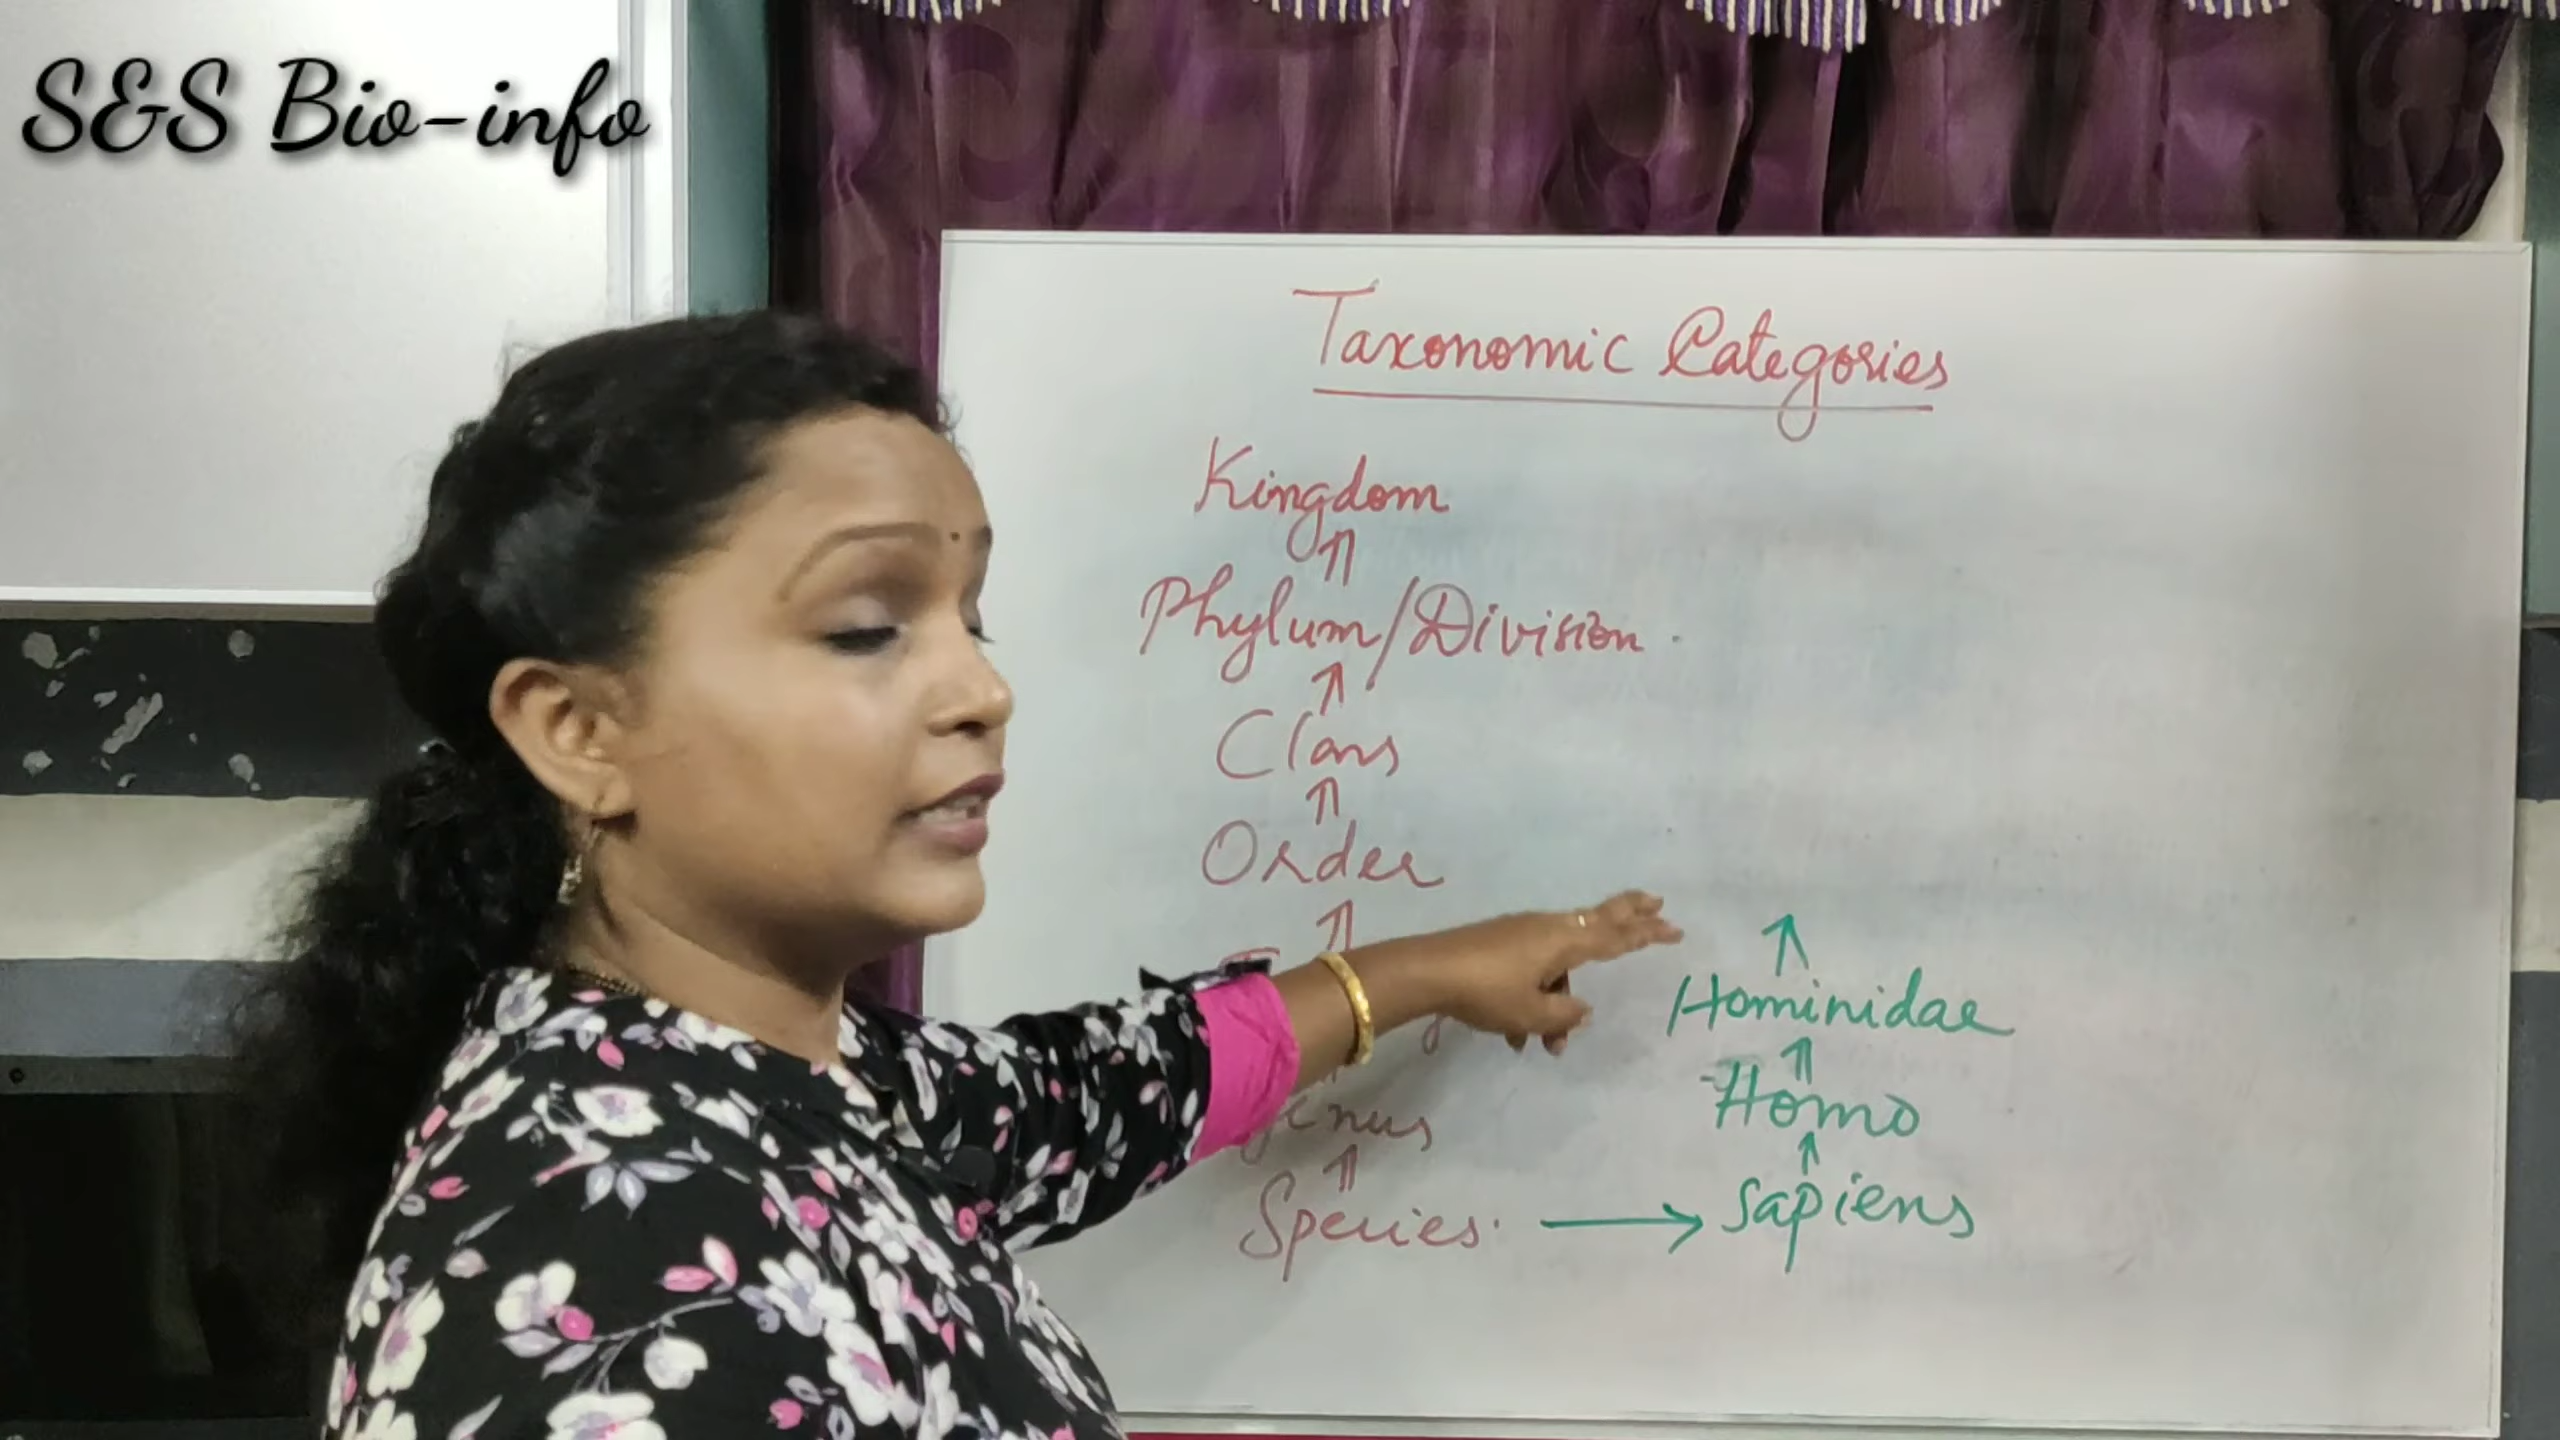 S&S Bio-info
Taxonomic Categories
Kingdom
Phylum/Division
Class
Order
Hominidae
Homo
Species → Sapiens